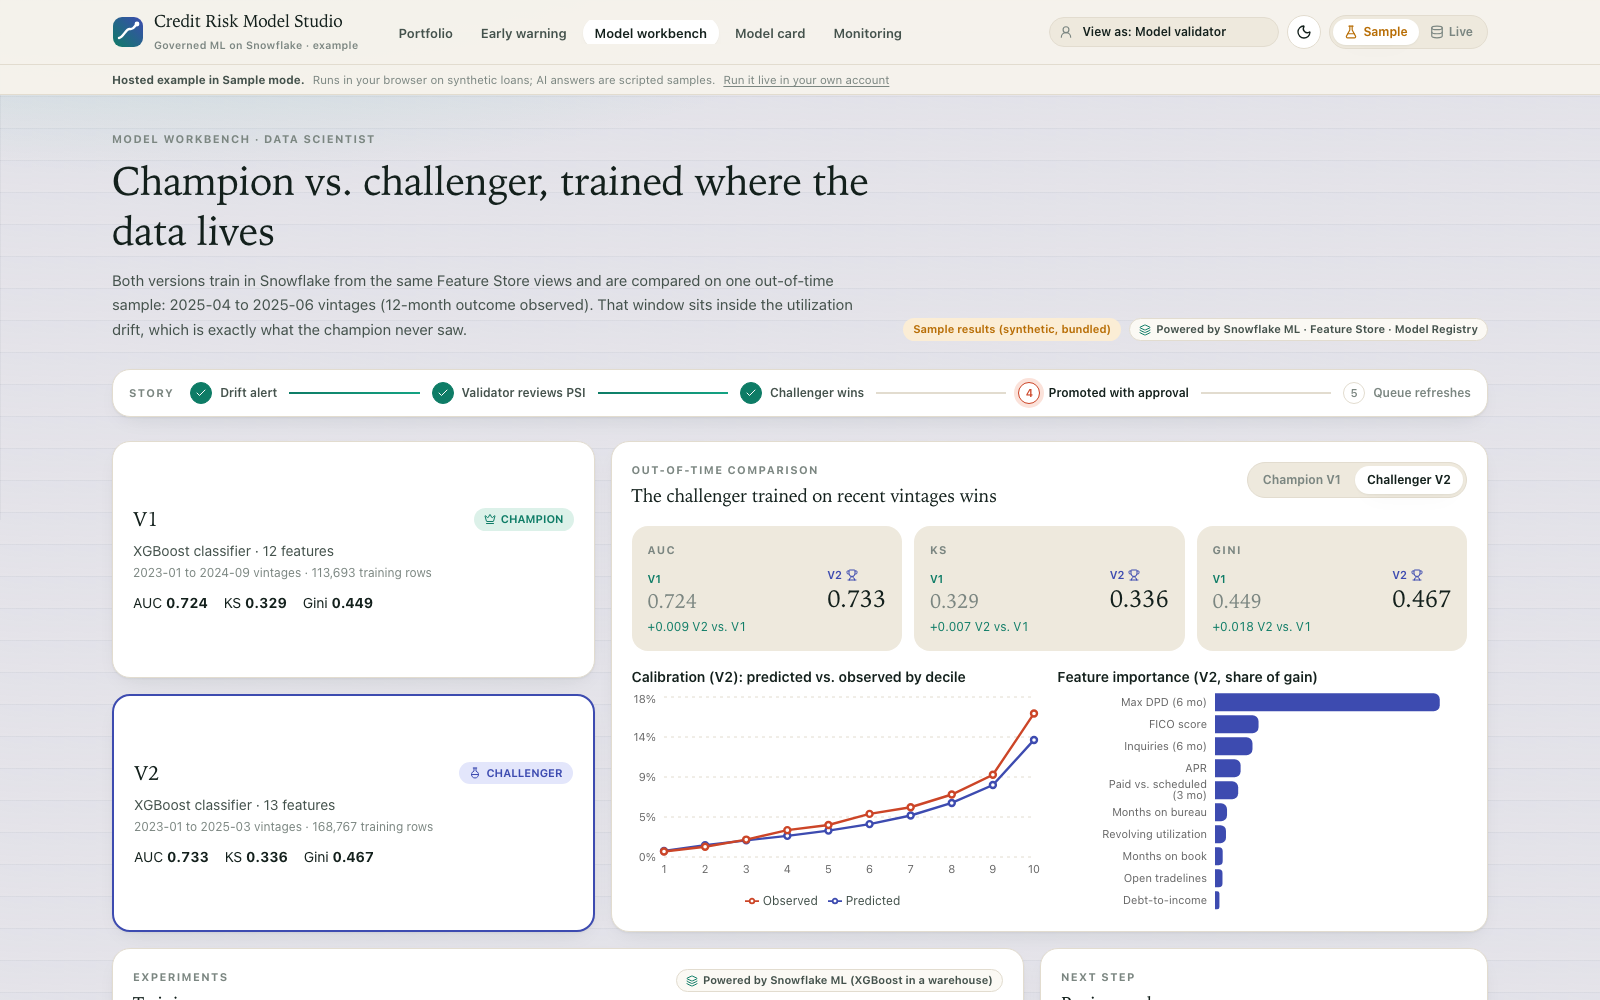 Credit Risk Model Studio
Governed ML on Snowflake · example
Portfolio
Early warning
Model workbench
Model card
Monitoring
View as: Model validator
Sample
Live
Hosted example in Sample mode. Runs in your browser on synthetic loans; AI answers are scripted samples. Run it live in your own account
MODEL WORKBENCH · DATA SCIENTIST
Champion vs. challenger, trained where the
data lives
Both versions train in Snowflake from the same Feature Store views and are compared on one out-of-time
sample: 2025-04 to 2025-06 vintages (12-month outcome observed). That window sits inside the utilization
drift, which is exactly what the champion never saw.
Sample results (synthetic, bundled)
Powered by Snowflake ML · Feature Store · Model Registry
STORY
Drift alert
Validator reviews PSI
Challenger wins
4
Promoted with approval
5
Queue refreshes
V1
CHAMPION
XGBoost classifier · 12 features
2023-01 to 2024-09 vintages · 113,693 training rows
AUC 0.724 KS 0.329 Gini 0.449
V2
CHALLENGER
XGBoost classifier · 13 features
2023-01 to 2025-03 vintages · 168,767 training rows
AUC 0.733 KS 0.336 Gini 0.467
OUT-OF-TIME COMPARISON
The challenger trained on recent vintages wins
Champion V1
Challenger V2
AUC
V1
0.724
V2
0.733
+0.009 V2 vs. V1
KS
V1
0.329
V2
0.336
+0.007 V2 vs. V1
GINI
V1
0.449
V2
0.467
+0.018 V2 vs. V1
Calibration (V2): predicted vs. observed by decile
18%
14%
9%
5%
0%
1 2 3 4 5 6 7 8 9 10
Observed
Predicted
Feature importance (V2, share of gain)
Max DPD (6 mo)
FICO score
Inquiries (6 mo)
APR
Paid vs. scheduled
(3 mo)
Months on bureau
Revolving utilization
Months on book
Open tradelines
Debt-to-income
EXPERIMENTS
Powered by Snowflake ML (XGBoost in a warehouse)
NEXT STEP